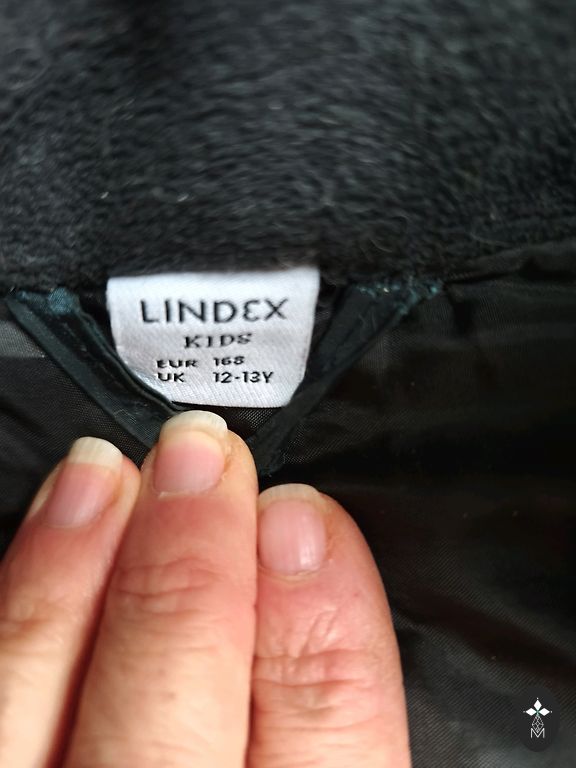 LINDEX
KIDS
EUR 168
UK 12-13Y
M